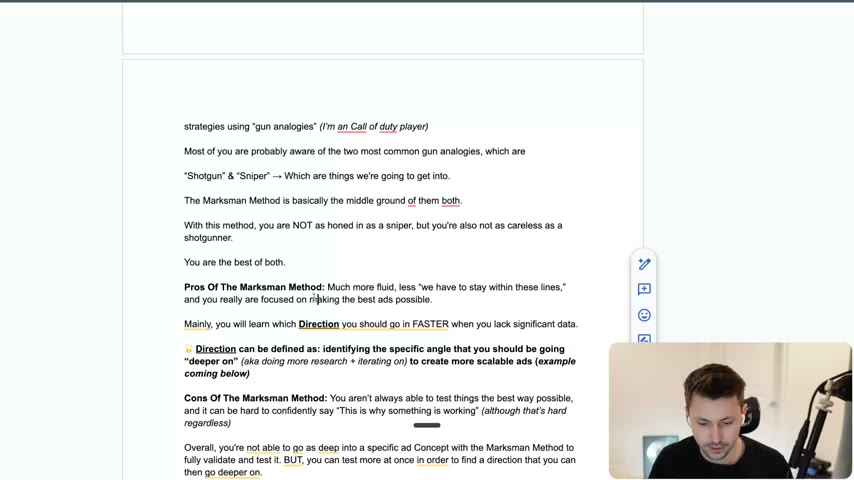 strategies using “gun analogies” (I’m an Call of duty player)
Most of you are probably aware of the two most common gun analogies, which are
“Shotgun” & “Sniper” → Which are things we're going to get into.
The Marksman Method is basically the middle ground of them both.
With this method, you are NOT as honed in as a sniper, but you're also not as careless as a
shotgunner.
You are the best of both.
Pros Of The Marksman Method: Much more fluid, less “we have to stay within these lines,”
and you really are focused on making the best ads possible.
Mainly, you will learn which Direction you should go in FASTER when you lack significant data.
Direction can be defined as: identifying the specific angle that you should be going
“deeper on” (aka doing more research + iterating on) to create more scalable ads (example
coming below)
Cons Of The Marksman Method: You aren’t always able to test things the best way possible,
and it can be hard to confidently say “This is why something is working” (although that’s hard
regardless)
Overall, you're not able to go as deep into a specific ad Concept with the Marksman Method to
fully validate and test it. BUT, you can test more at once in order to find a direction that you can
then go deeper on.